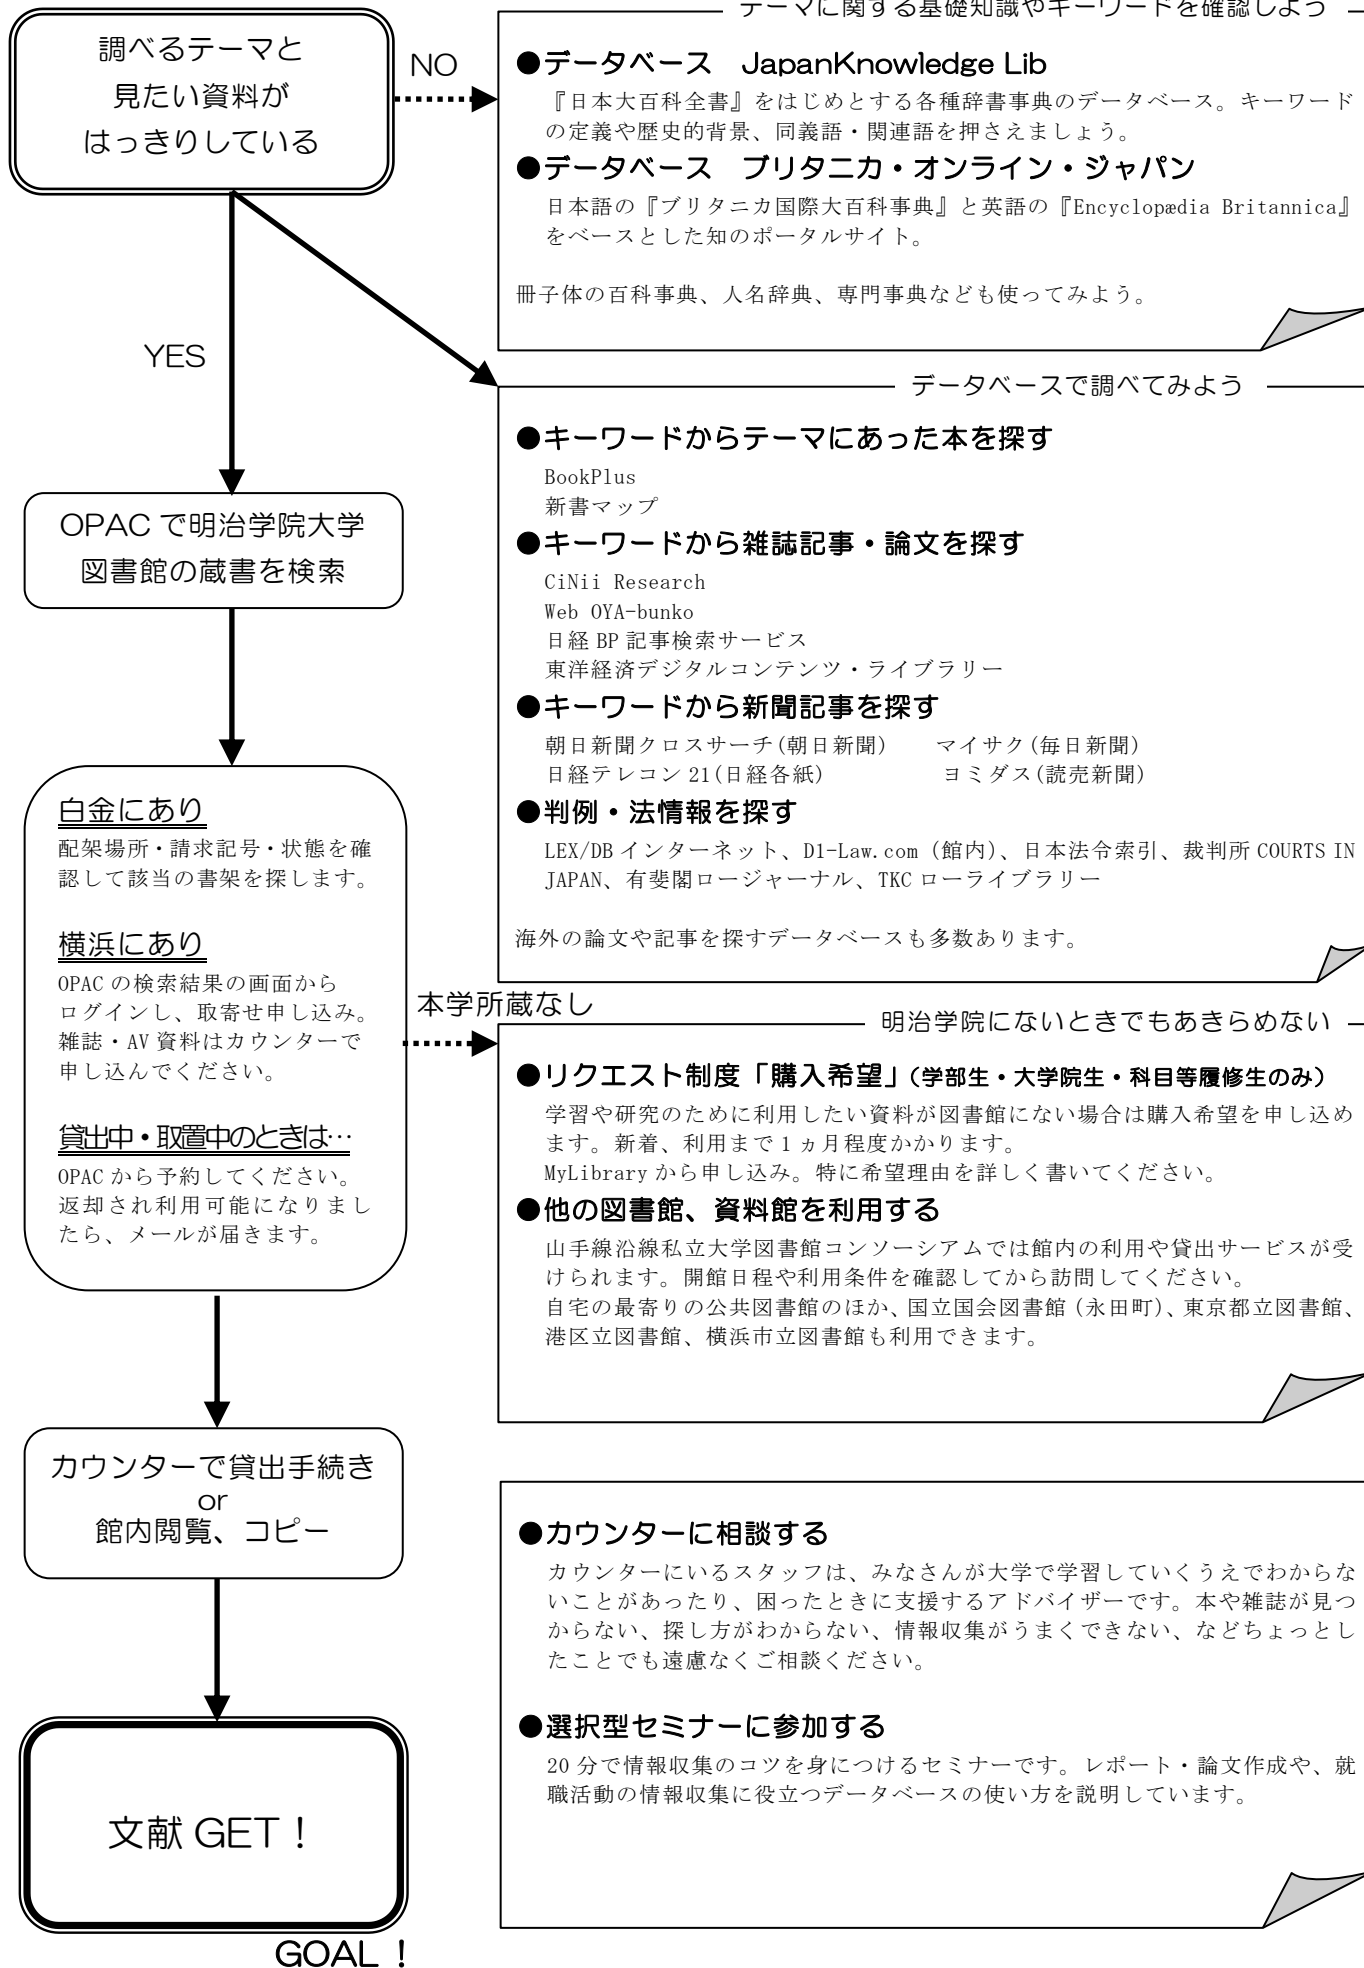 調べるテーマと
見たい資料が
はっきりしている
NO
YES
テーマに関する基礎知識やキーワードを確認しよう
●データベース　JapanKnowledge Lib
『日本大百科全書』をはじめとする各種辞書事典のデータベース。キーワード
の定義や歴史的背景、同義語・関連語を押さえましょう。
●データベース　ブリタニカ・オンライン・ジャパン
日本語の『ブリタニカ国際大百科事典』と英語の『Encyclopædia Britannica』
をベースとした知のポータルサイト。
冊子体の百科事典、人名辞典、専門事典なども使ってみよう。
データベースで調べてみよう
●キーワードからテーマにあった本を探す
BookPlus
新書マップ
●キーワードから雑誌記事・論文を探す
CiNii Research
Web OYA-bunko
日経 BP 記事検索サービス
東洋経済デジタルコンテンツ・ライブラリー
●キーワードから新聞記事を探す
朝日新聞クロスサーチ(朝日新聞)　　マイサク(毎日新聞)
日経テレコン 21(日経各紙)　　ヨミダス(読売新聞)
●判例・法情報を探す
LEX/DB インターネット、D1-Law.com（館内）、日本法令索引、裁判所 COURTS IN
JAPAN、有斐閣ロージャーナル、TKC ローライブラリー
海外の論文や記事を探すデータベースも多数あります。
OPAC で明治学院大学
図書館の蔵書を検索
白金にあり
配架場所・請求記号・状態を確
認して該当の書架を探します。
横浜にあり
OPAC の検索結果の画面から
ログインし、取寄せ申し込み。
雑誌・AV 資料はカウンターで
申し込んでください。
貸出中・取置中のときは…
OPAC から予約してください。
返却され利用可能になりまし
たら、メールが届きます。
本学所蔵なし
明治学院にないときでもあきらめない
●リクエスト制度「購入希望」（学部生・大学院生・科目等履修生のみ）
学習や研究のために利用したい資料が図書館にない場合は購入希望を申し込め
ます。新着、利用まで 1 ヵ月程度かかります。
MyLibrary から申し込み。特に希望理由を詳しく書いてください。
●他の図書館、資料館を利用する
山手線沿線私立大学図書館コンソーシアムでは館内の利用や貸出サービスが受
けられます。開館日程や利用条件を確認してから訪問してください。
自宅の最寄りの公共図書館のほか、国立国会図書館（永田町）、東京都立図書館、
港区立図書館、横浜市立図書館も利用できます。
カウンターで貸出手続き
or
館内閲覧、コピー
●カウンターに相談する
カウンターにいるスタッフは、みなさんが大学で学習していくうえでわからな
いことがあったり、困ったときに支援するアドバイザーです。本や雑誌が見つ
からない、探し方がわからない、情報収集がうまくできない、などちょっとし
たことでも遠慮なくご相談ください。
●選択型セミナーに参加する
20 分で情報収集のコツを身につけるセミナーです。レポート・論文作成や、就
職活動の情報収集に役立つデータベースの使い方を説明しています。
文献 GET！
GOAL！